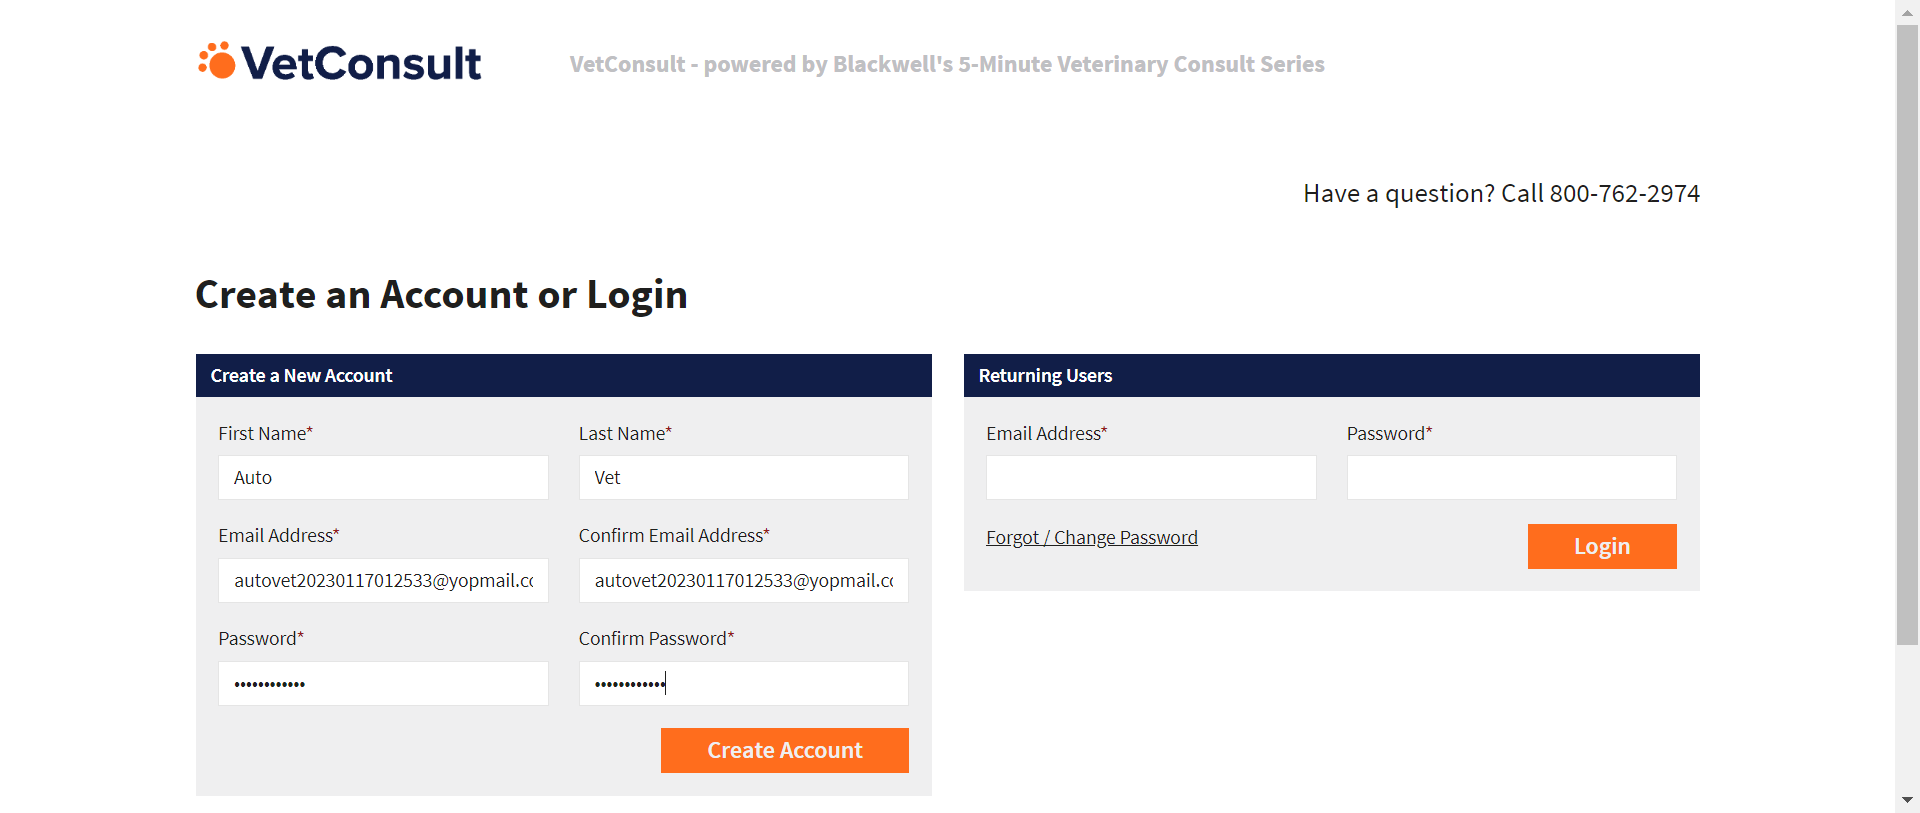 VetConsult
VetConsult - powered by Blackwell's 5-Minute Veterinary Consult Series
Have a question? Call 800-762-2974
Create an Account or Login
Create a New Account
First Name*
Last Name*
Auto
Vet
Email Address*
Confirm Email Address*
autovet20230117012533@yopmail.cc
autovet20230117012533@yopmail.cc
Password*
Confirm Password*
••••••••••••
••••••••••••
Create Account
Returning Users
Email Address*
Password*
Forgot / Change Password
Login